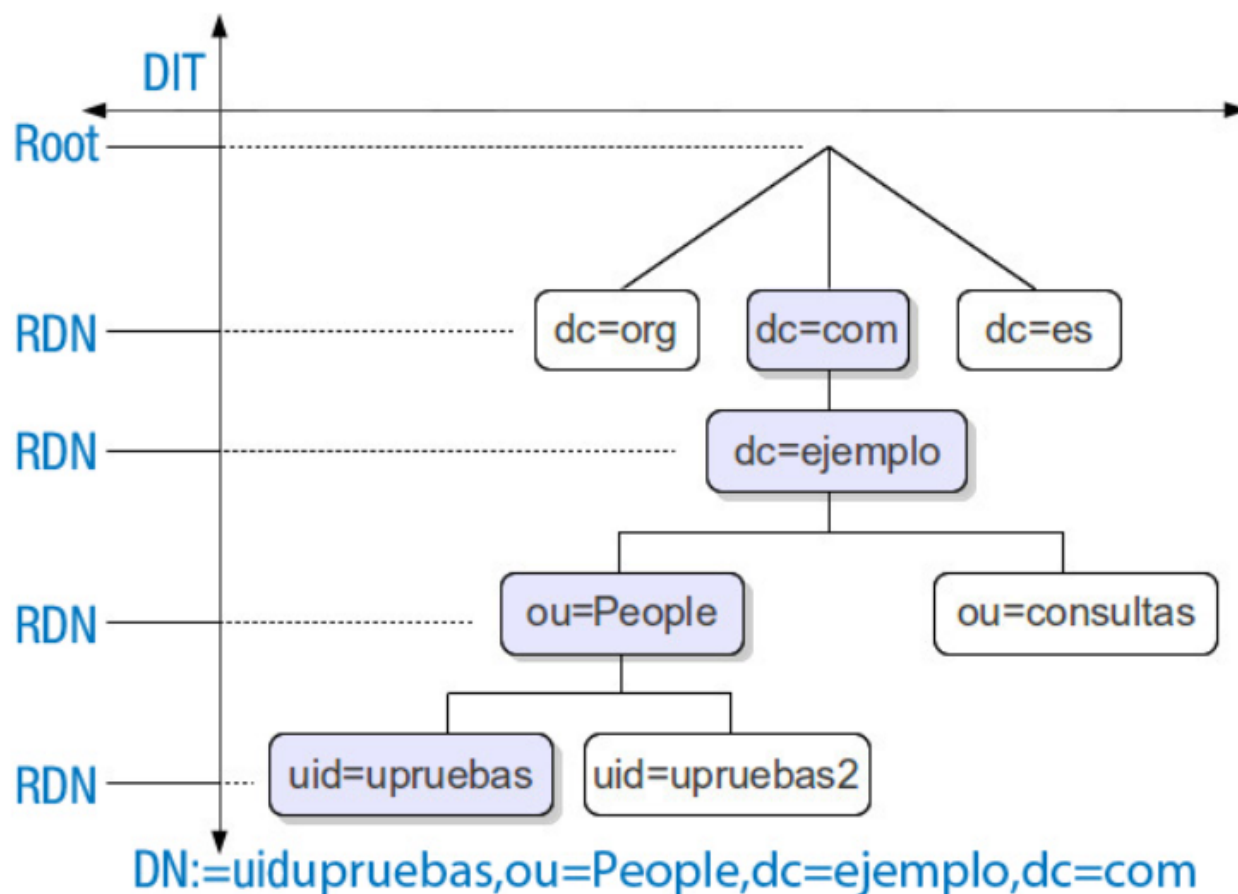 DIT
Root
RDN
dc=org
dc=com
dc=es
RDN
dc=ejemplo
RDN
ou=People
ou=consultas
RDN
uid=upruebas
uid=upruebas2
DN:=uidupruebas,ou=People,dc=ejemplo,dc=com